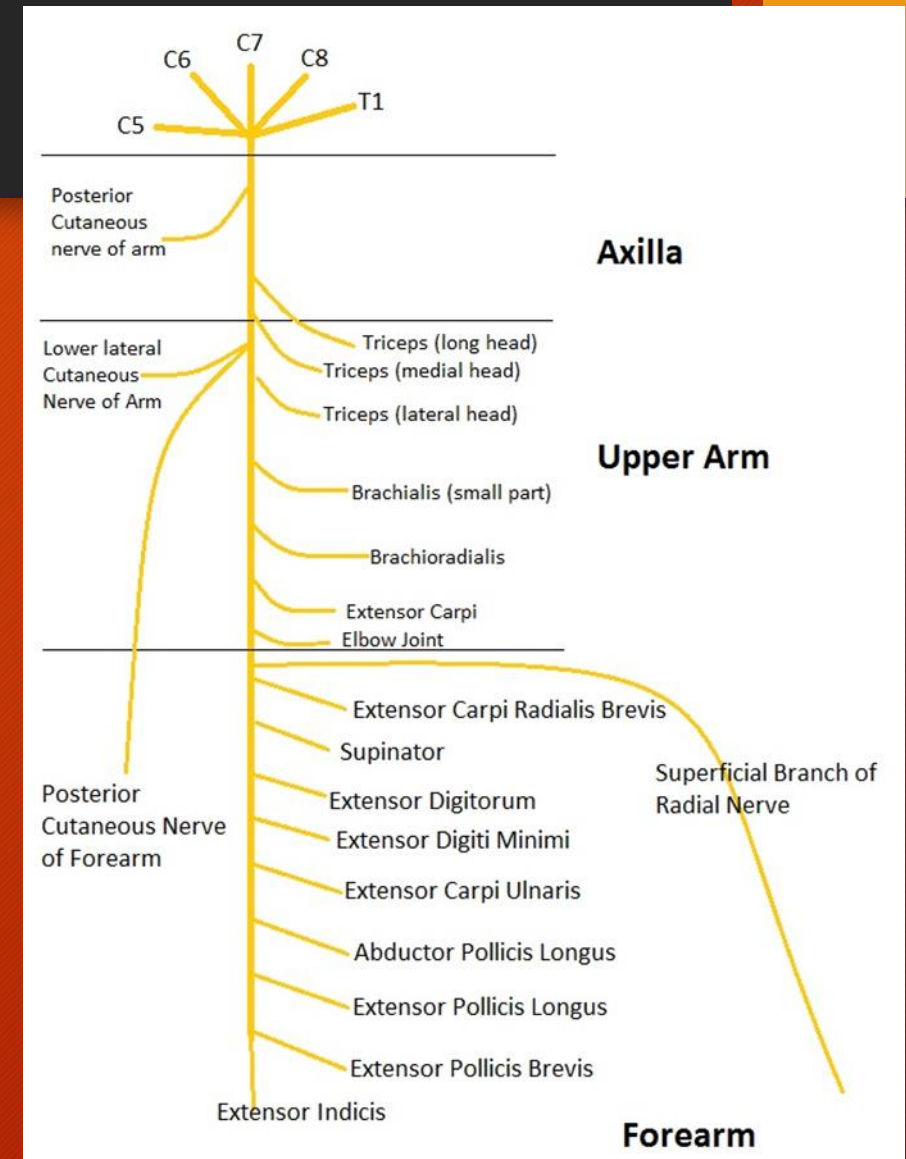 C7
C6
C8
T1
C5
Posterior
Cutaneous
nerve of arm
Axilla
Triceps (long head)
Lower lateral
Cutaneous
Nerve of Arm
Triceps (medial head)
Triceps (lateral head)
Upper Arm
Brachialis (small part)
Brachioradialis
Extensor Carpi
Elbow Joint
Extensor Carpi Radialis Brevis
Supinator
Superficial Branch of
Radial Nerve
Posterior
Cutaneous Nerve
of Forearm
Extensor Digitorum
Extensor Digiti Minimi
Extensor Carpi Ulnaris
Abductor Pollicis Longus
Extensor Pollicis Longus
Extensor Pollicis Brevis
Extensor Indicis
Forearm